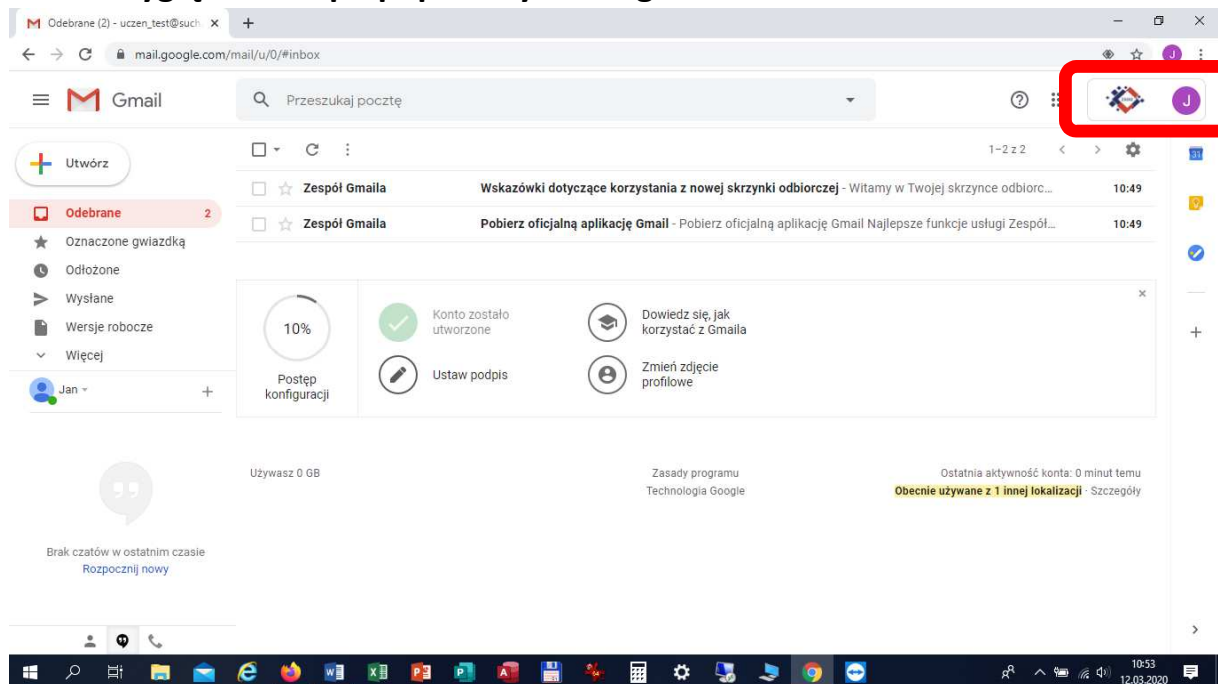 Odebrane (2) - uczen_test@such
mail.google.com/mail/u/0/#inbox
Gmail
Przeszukaj pocztę
J
J
Utwórz
1–2 z 2
31
Zespół Gmaila Wskazówki dotyczące korzystania z nowej skrzynki odbiorczej - Witamy w Twojej skrzynce odbiorc... 10:49
Zespół Gmaila Pobierz oficjalną aplikację Gmail - Pobierz oficjalną aplikację Gmail Najlepsze funkcje usługi Zespół... 10:49
Odebrane 2
Oznaczone gwiazdką
Odłożone
Wysłane
Wersje robocze
Więcej
Jan
10%
Postęp
konfiguracji
Konto zostało
utworzone
Ustaw podpis
Dowiedz się, jak
korzystać z Gmaila
Zmień zdjęcie
profilowe
Używasz 0 GB
Zasady programu
Technologia Google
Ostatnia aktywność konta: 0 minut temu
Obecnie używane z 1 innej lokalizacji - Szczegóły
Brak czatów w ostatnim czasie
Rozpocznij nowy
10:53
12.03.2020